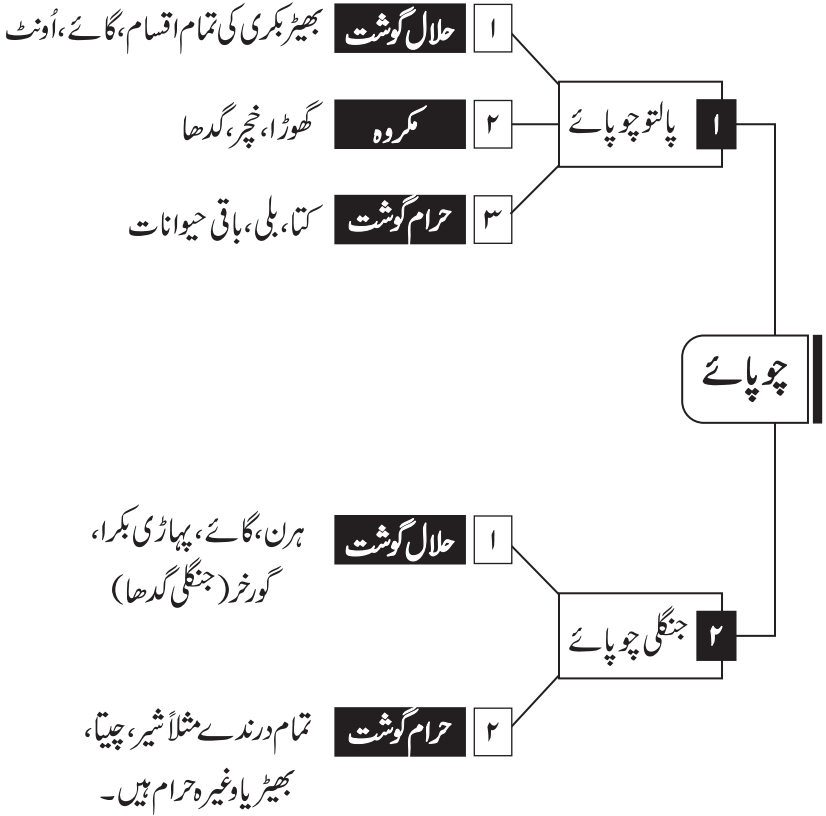 چوپائے
۱ پالتو چوپائے
۱ حلال گوشت بھیڑ بکری کی تمام اقسام، گائے، اُونٹ
۲ مکروہ گھوڑا، خچر، گدھا
۳ حرام گوشت کتا، بلی، باقی حیوانات
۲ جنگلی چوپائے
۱ حلال گوشت ہرن، گائے، پہاڑی بکرا،
گورخر (جنگلی گدھا)
۲ حرام گوشت تمام درندے مثلاً شیر، چیتا،
بھیڑیا وغیرہ حرام ہیں۔